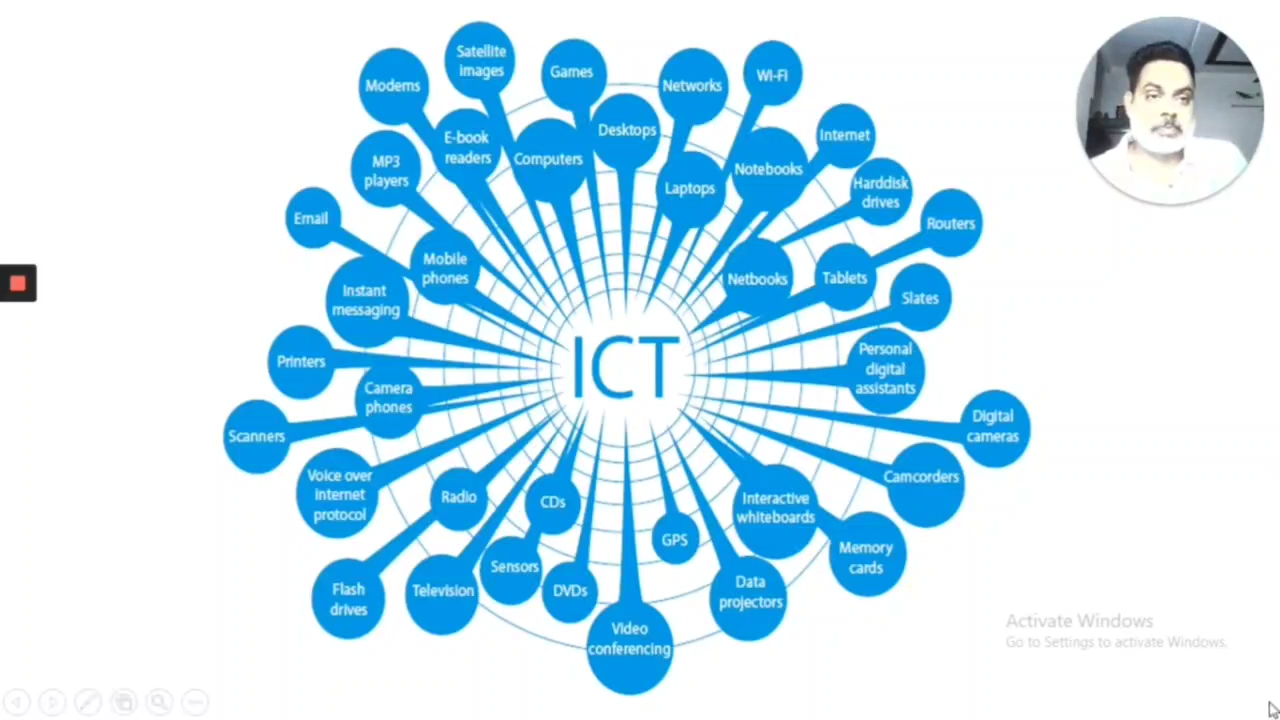 Satellite
images
Games
Networks
WI-FI
Modems
E-book
readers
Computers
Desktops
Laptops
Notebooks
Internet
MP3
players
Harddisk
drives
Email
Routers
Mobile
phones
Netbooks
Tablets
Instant
messaging
Slates
Printers
ICT
Personal
digital
assistants
Camera
phones
Scanners
Digital
cameras
Voice over
internet
protocol
Radio
CDs
Interactive
whiteboards
Camcorders
GPS
Memory
cards
Sensors
Flash
drives
Television
DVDs
Data
projectors
Video
conferencing
Activate Windows
Go to Settings to activate Windows.